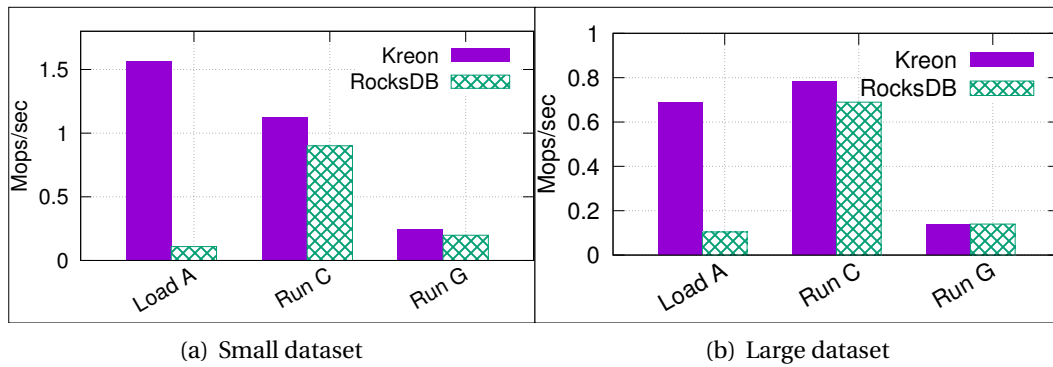 Mops/sec
1.5
1
0.5
0
Kreon
RocksDB
Load A
Run C
Run G
(a) Small dataset
Mops/sec
1
0.8
0.6
0.4
0.2
0
Kreon
RocksDB
Load A
Run C
Run G
(b) Large dataset